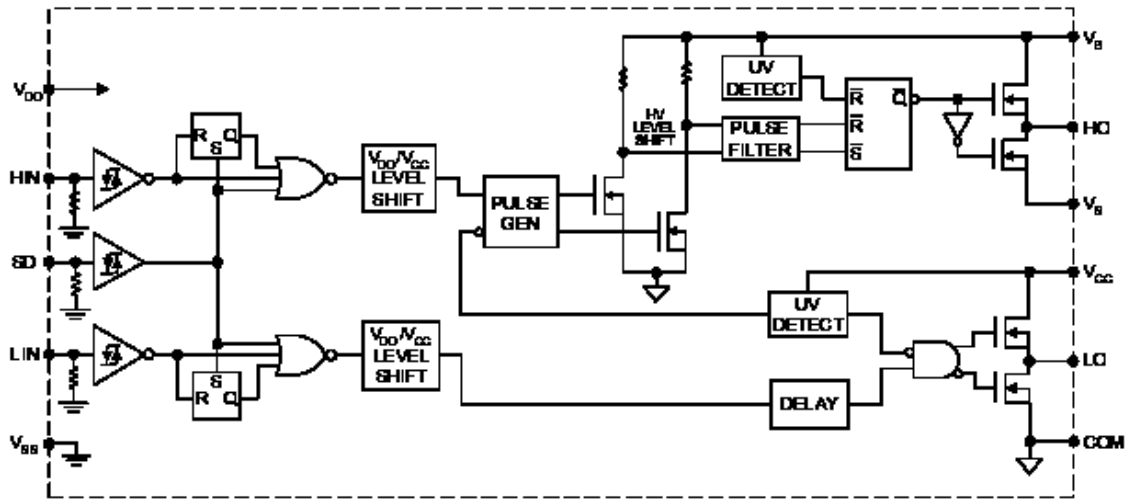 VB
UV
DETECT
VDD
R Q
S
HV
LEVEL
SHIFT
R Q
R
S
PULSE
FILTER
HO
HIN
VDD/VCC
LEVEL
SHIFT
PULSE
GEN
VS
SD
VCC
UV
DETECT
LIN
VDD/VCC
LEVEL
SHIFT
LO
S
R Q
DELAY
VSS
COM